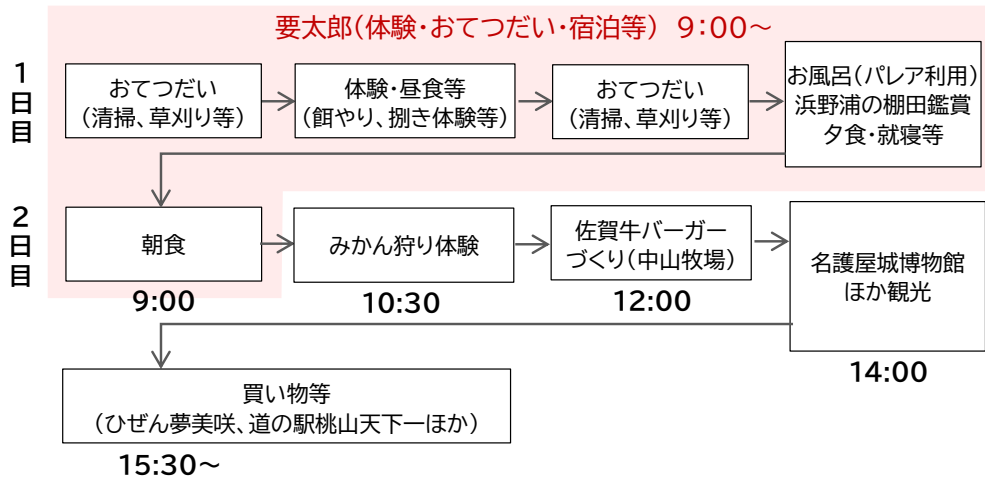 要太郎(体験・おてつだい・宿泊等) 9:00~
1日目
おてつだい
(清掃、草刈り等)
体験・昼食等
(餌やり、捌き体験等)
おてつだい
(清掃、草刈り等)
お風呂(パレア利用)
浜野浦の棚田鑑賞
夕食・就寝等
2日目
朝食
9:00
みかん狩り体験
10:30
佐賀牛バーガー
づくり(中山牧場)
12:00
名護屋城博物館
ほか観光
14:00
買い物等
(ひぜん夢美咲、道の駅桃山天下一ほか)
15:30~